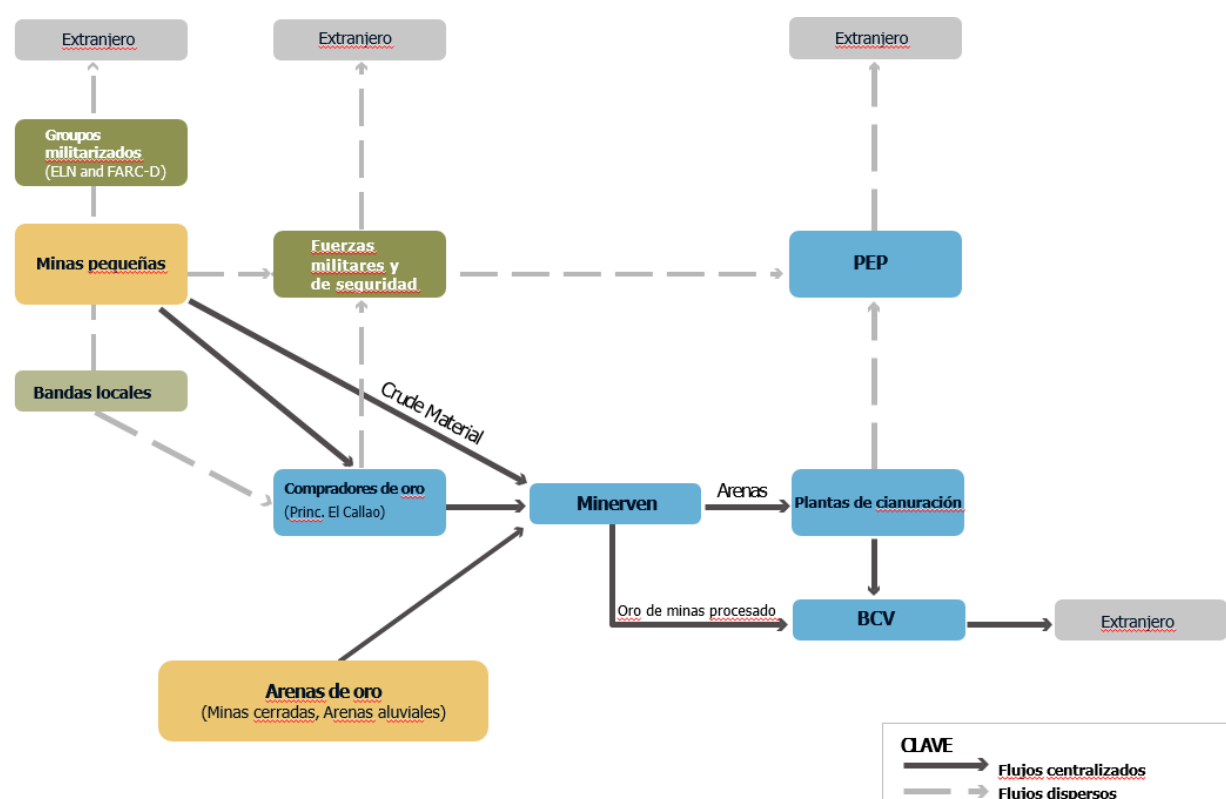 Extranjero
Extranjero
Extranjero
Groupos
militarizados
(ELN and FARC-D)
Minas pequeñas
Fuerzas
militares y
de seguridad
PEP
Bandas locales
Crude Material
Compradores de oro
(Princ. El Callao)
Minerven
Arenas
Plantas de cianuración
Oro de minas procesado
BCV
Extranjero
Arenas de oro
(Minas cerradas, Arenas aluviales)
CLAVE
Flujos centralizados
Flujos dispersos